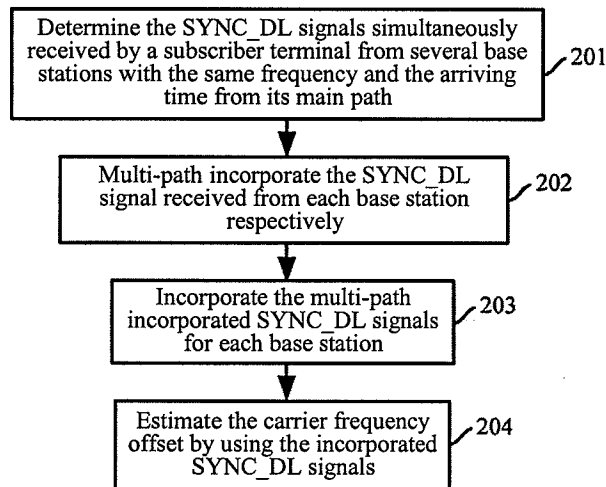 Determine the SYNC_DL signals simultaneously
received by a subscriber terminal from several base
stations with the same frequency and the arriving
time from its main path
201
Multi-path incorporate the SYNC_DL
signal received from each base station
respectively
202
Incorporate the multi-path
incorporated SYNC_DL signals
for each base station
203
Estimate the carrier frequency
offset by using the incorporated
SYNC_DL signals
204